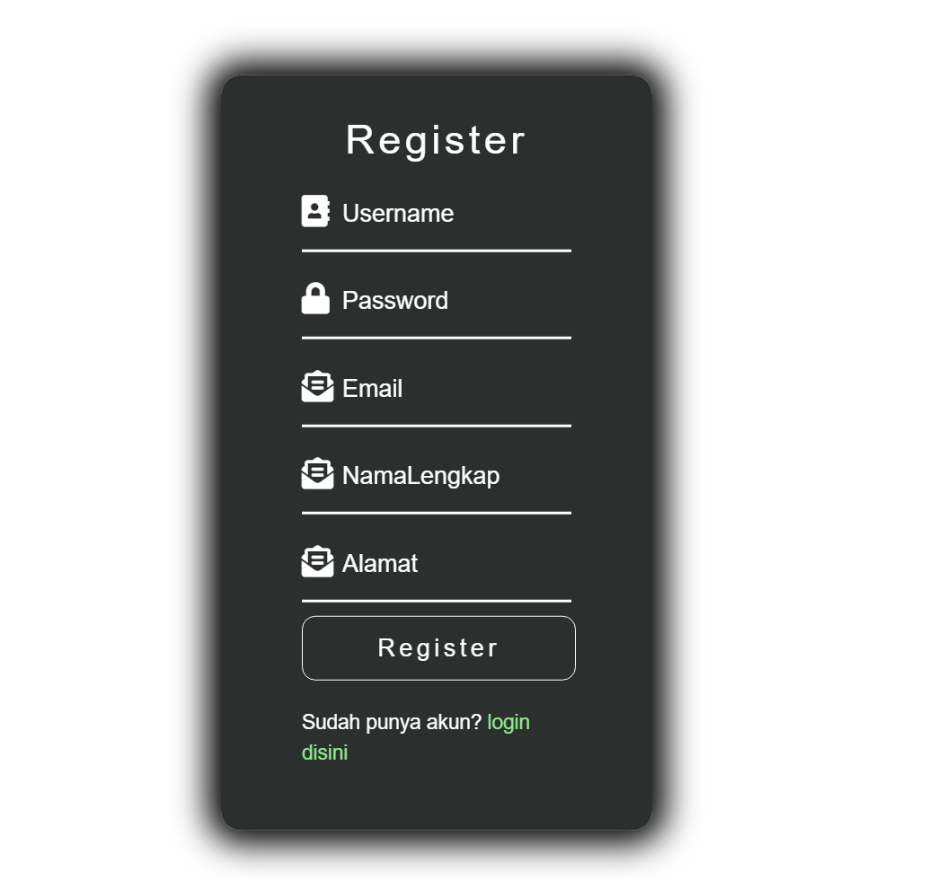 Register
Username
Password
Email
NamaLengkap
Alamat
Register
Sudah punya akun? login
disini